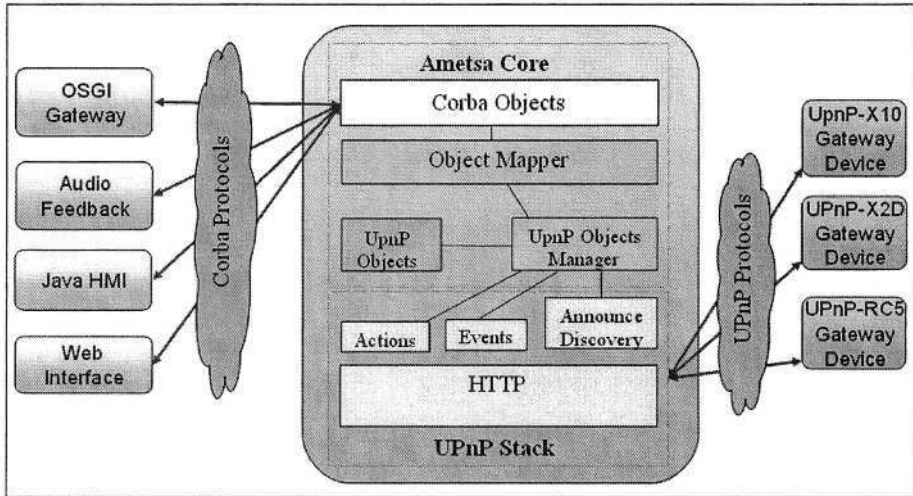 OSGI
Gateway
Audio
Feedback
Java HMI
Web
Interface
Corba Protocols
Ametsa Core
Corba Objects
Object Mapper
UpnP
Objects
UpnP Objects
Manager
Actions
Events
Announce
Discovery
HTTP
UPnP Stack
UPnP Protocols
UpnP-X10
Gateway
Device
UPnP-X2D
Gateway
Device
UPnP-RC5
Gateway
Device